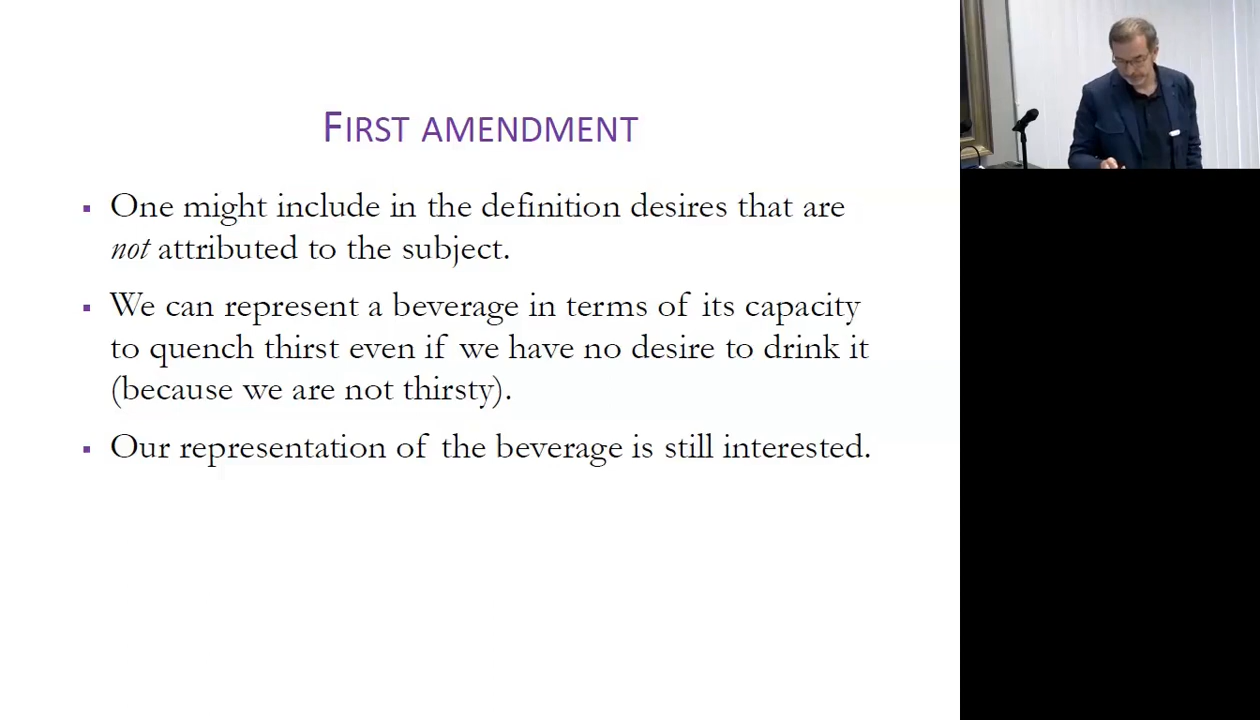 FIRST AMENDMENT
▪ One might include in the definition desires that are
not attributed to the subject.
▪ We can represent a beverage in terms of its capacity
to quench thirst even if we have no desire to drink it
(because we are not thirsty).
▪ Our representation of the beverage is still interested.